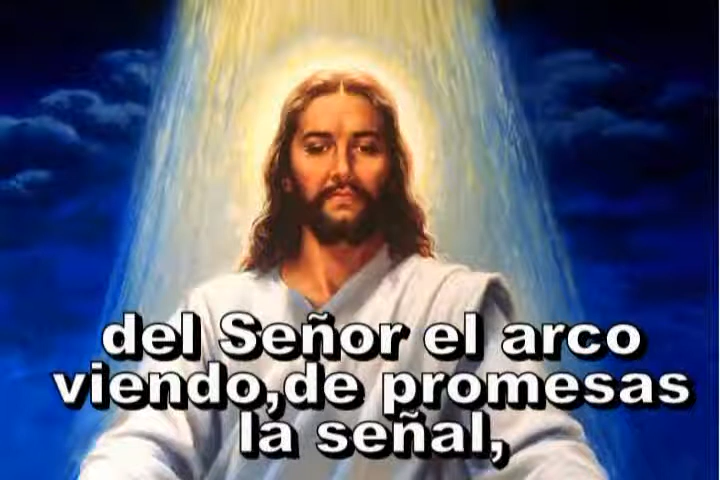 del Señor el arco
viendo,de promesas
la señal,